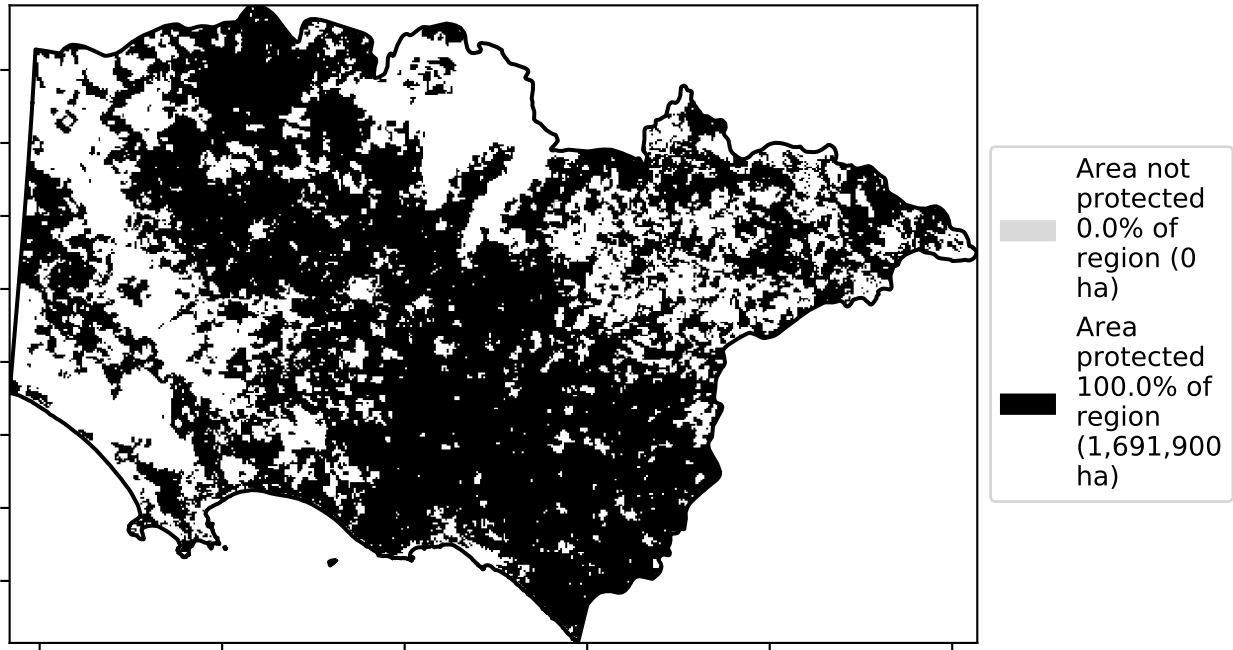 Area not
protected
0.0% of
region (0
ha)
Area
protected
100.0% of
region
(1,691,900
ha)